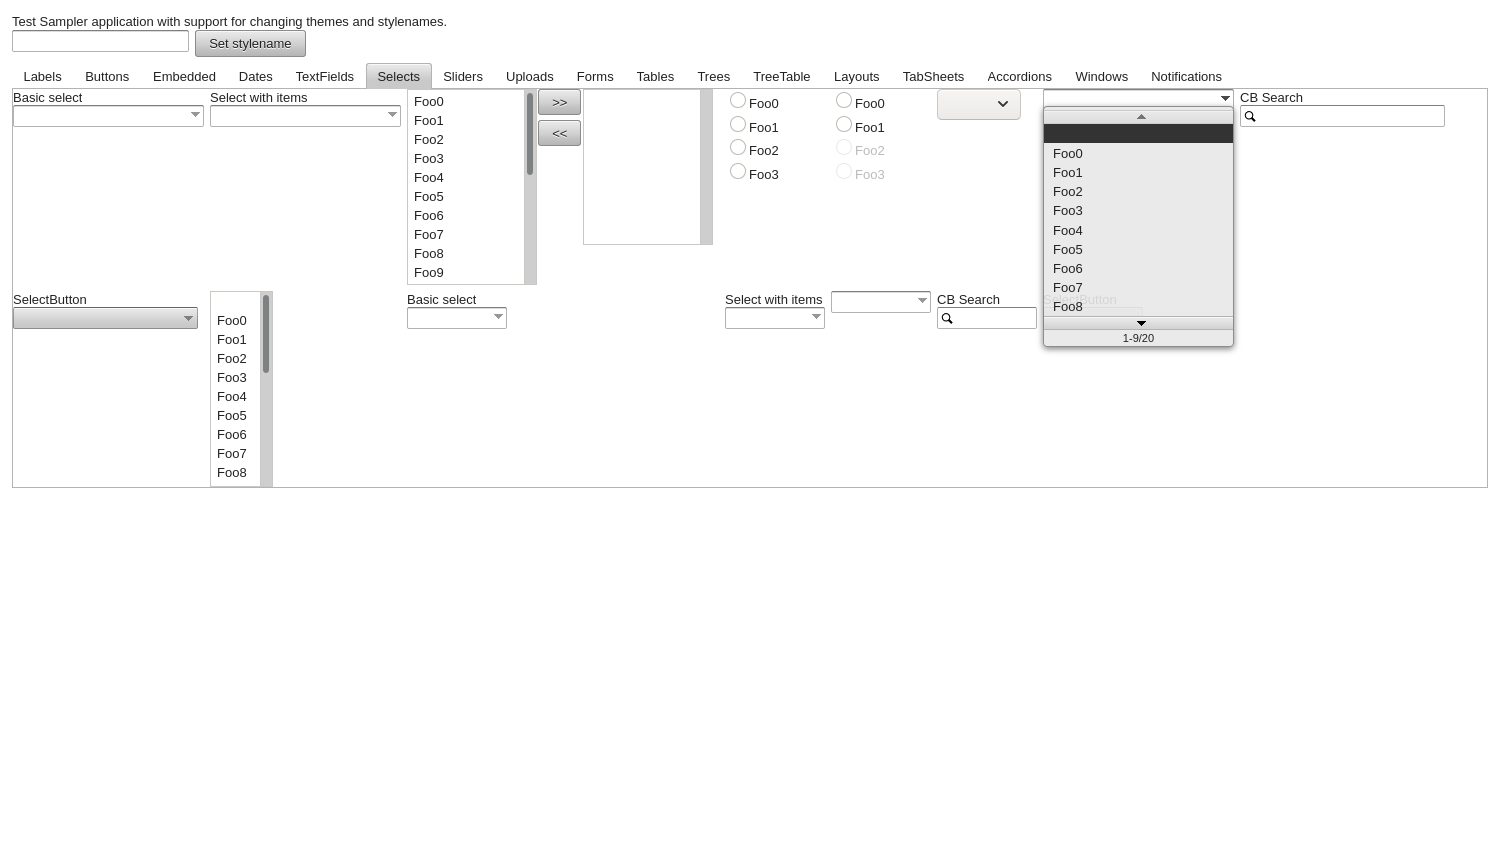 Test Sampler application with support for changing themes and stylenames.
Set stylename
Labels Buttons Embedded Dates TextFields Selects Sliders Uploads Forms Tables Trees TreeTable Layouts TabSheets Accordions Windows Notifications
Basic select
Select with items
Foo0
Foo1
Foo2
Foo3
Foo4
Foo5
Foo6
Foo7
Foo8
Foo9
>>
<<
Foo0
Foo1
Foo2
Foo3
Foo0
Foo1
Foo2
Foo3
Foo0
Foo1
Foo2
Foo3
Foo4
Foo5
Foo6
Foo7
Foo8
1-9/20
CB Search
SelectButton
Foo0
Foo1
Foo2
Foo3
Foo4
Foo5
Foo6
Foo7
Foo8
Basic select
Select with items
CB Search
SelectButton